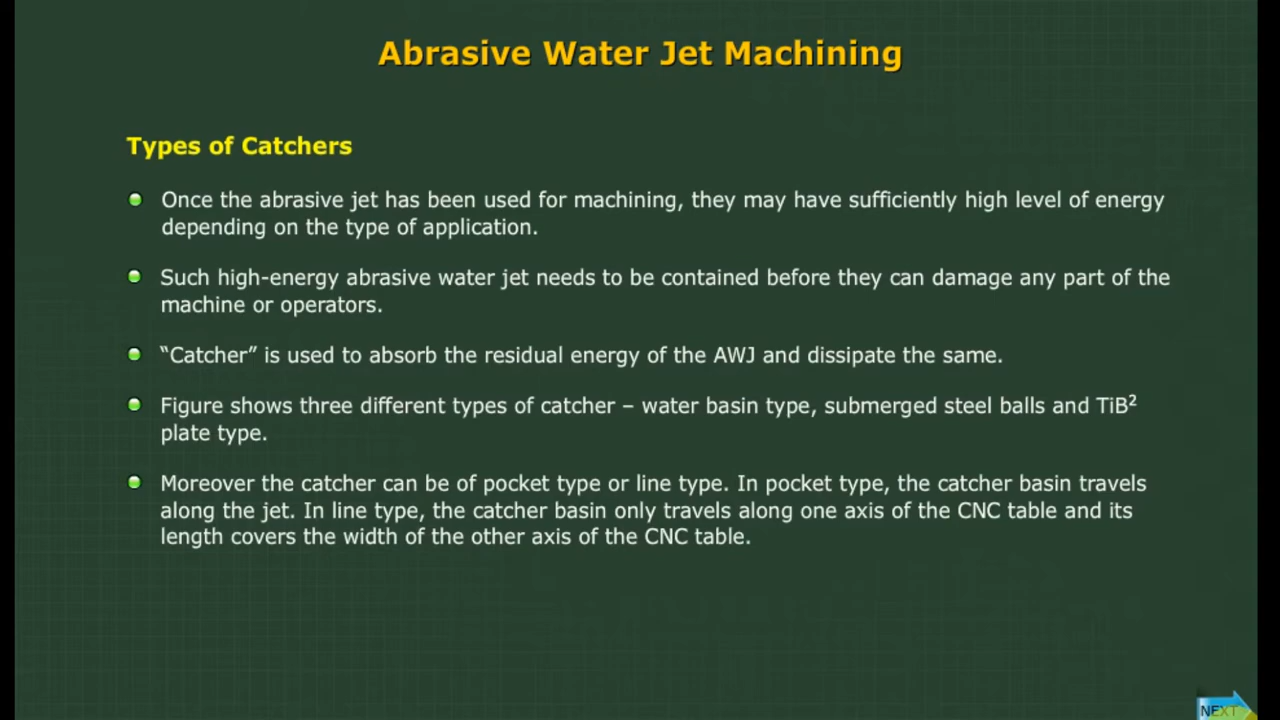 Abrasive Water Jet Machining
Types of Catchers
Once the abrasive jet has been used for machining, they may have sufficiently high level of energy
depending on the type of application.
Such high-energy abrasive water jet needs to be contained before they can damage any part of the
machine or operators.
“Catcher” is used to absorb the residual energy of the AWJ and dissipate the same.
Figure shows three different types of catcher – water basin type, submerged steel balls and TiB²
plate type.
Moreover the catcher can be of pocket type or line type. In pocket type, the catcher basin travels
along the jet. In line type, the catcher basin only travels along one axis of the CNC table and its
length covers the width of the other axis of the CNC table.
NEXT